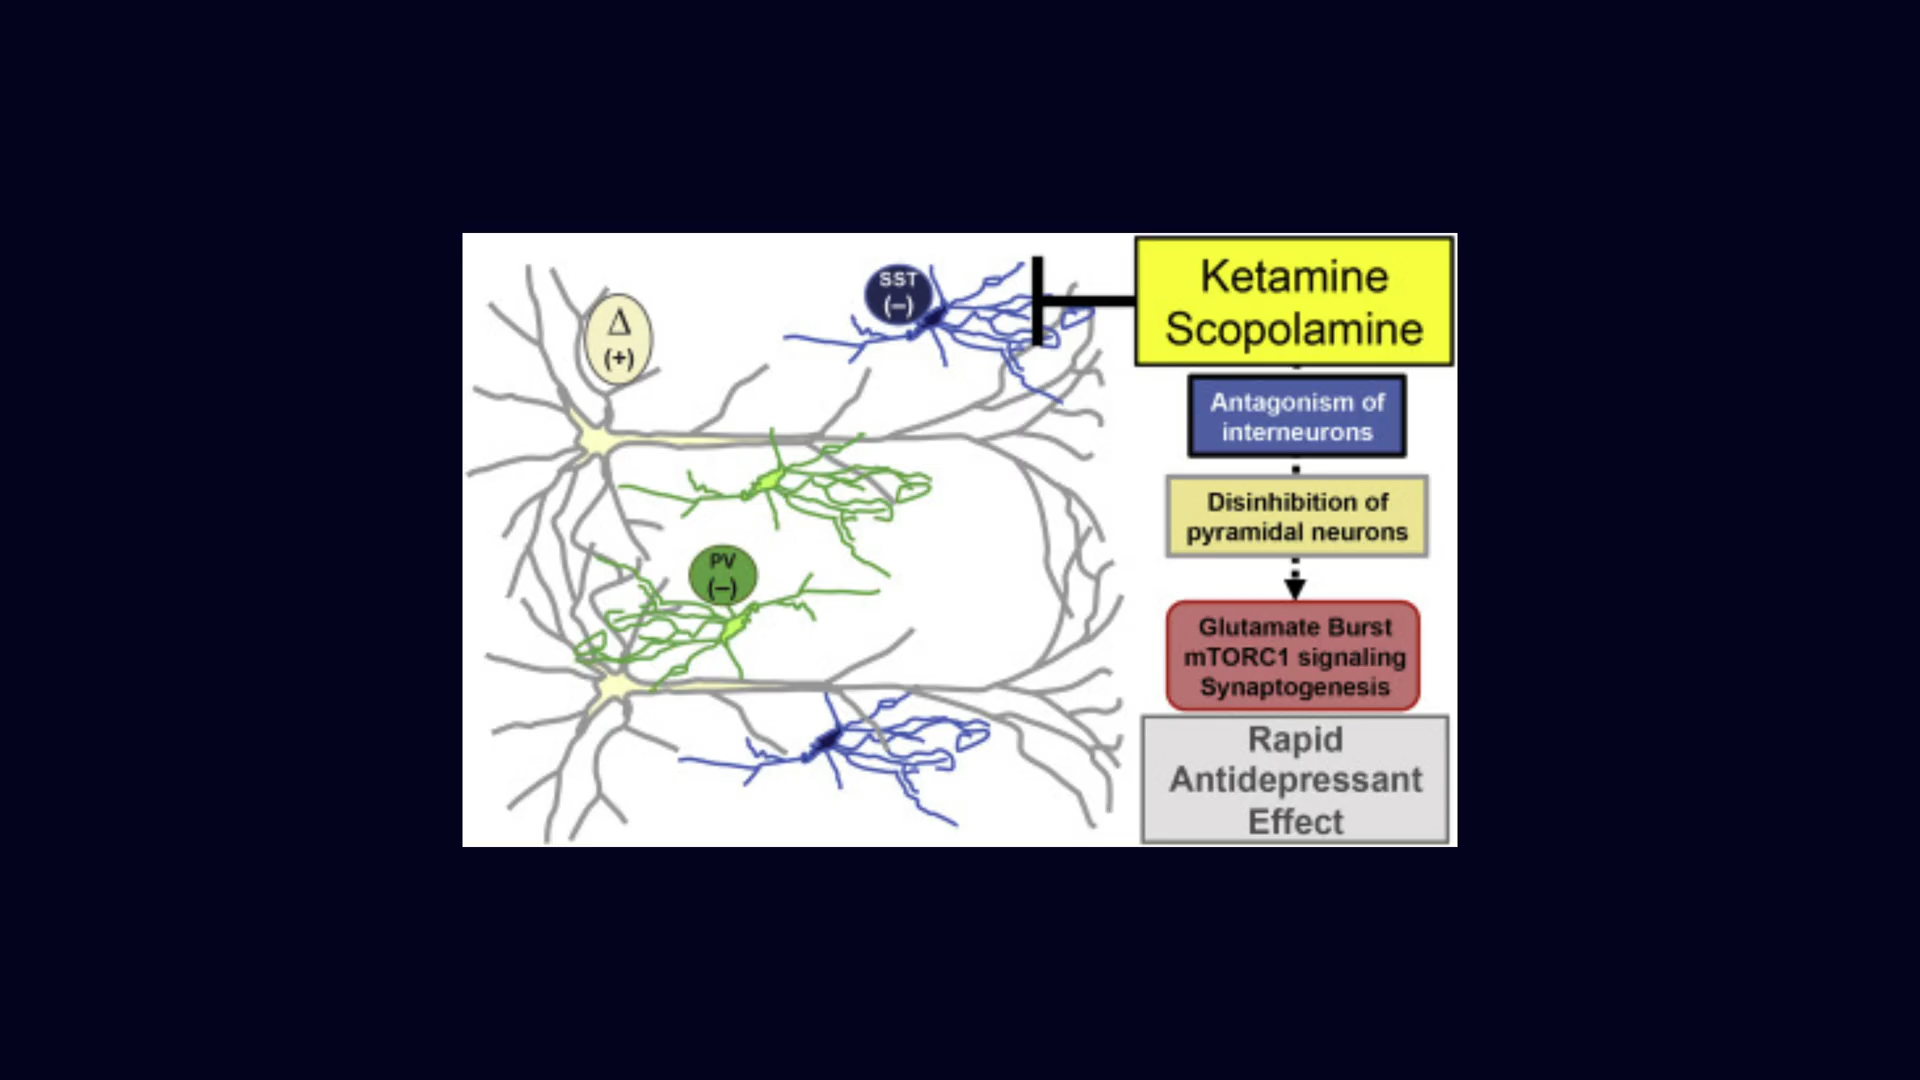 Δ
(+)
SST
(–)
PV
(–)
Ketamine
Scopolamine
Antagonism of
interneurons
Disinhibition of
pyramidal neurons
Glutamate Burst
mTORC1 signaling
Synaptogenesis
Rapid
Antidepressant
Effect